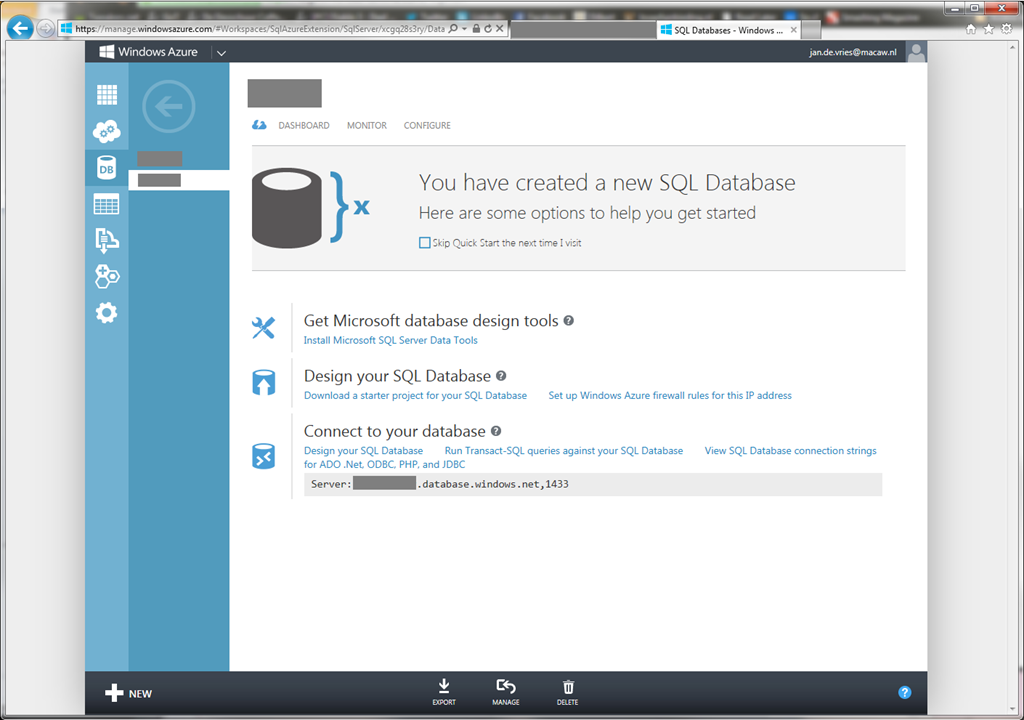 https://manage.windowsazure.com/#Workspaces/SqlAzureExtension/SqlServer/xcgq28s3ry/Data
SQL Databases - Windows ...
Windows Azure
jan.de.vries@macaw.nl
DASHBOARD MONITOR CONFIGURE
DB
x
You have created a new SQL Database
Here are some options to help you get started
Skip Quick Start the next time I visit
Get Microsoft database design tools ?
Install Microsoft SQL Server Data Tools
Design your SQL Database ?
Download a starter project for your SQL Database Set up Windows Azure firewall rules for this IP address
Connect to your database ?
Design your SQL Database Run Transact-SQL queries against your SQL Database View SQL Database connection strings
for ADO .Net, ODBC, PHP, and JDBC
Server: .database.windows.net,1433
NEW
EXPORT MANAGE DELETE
?